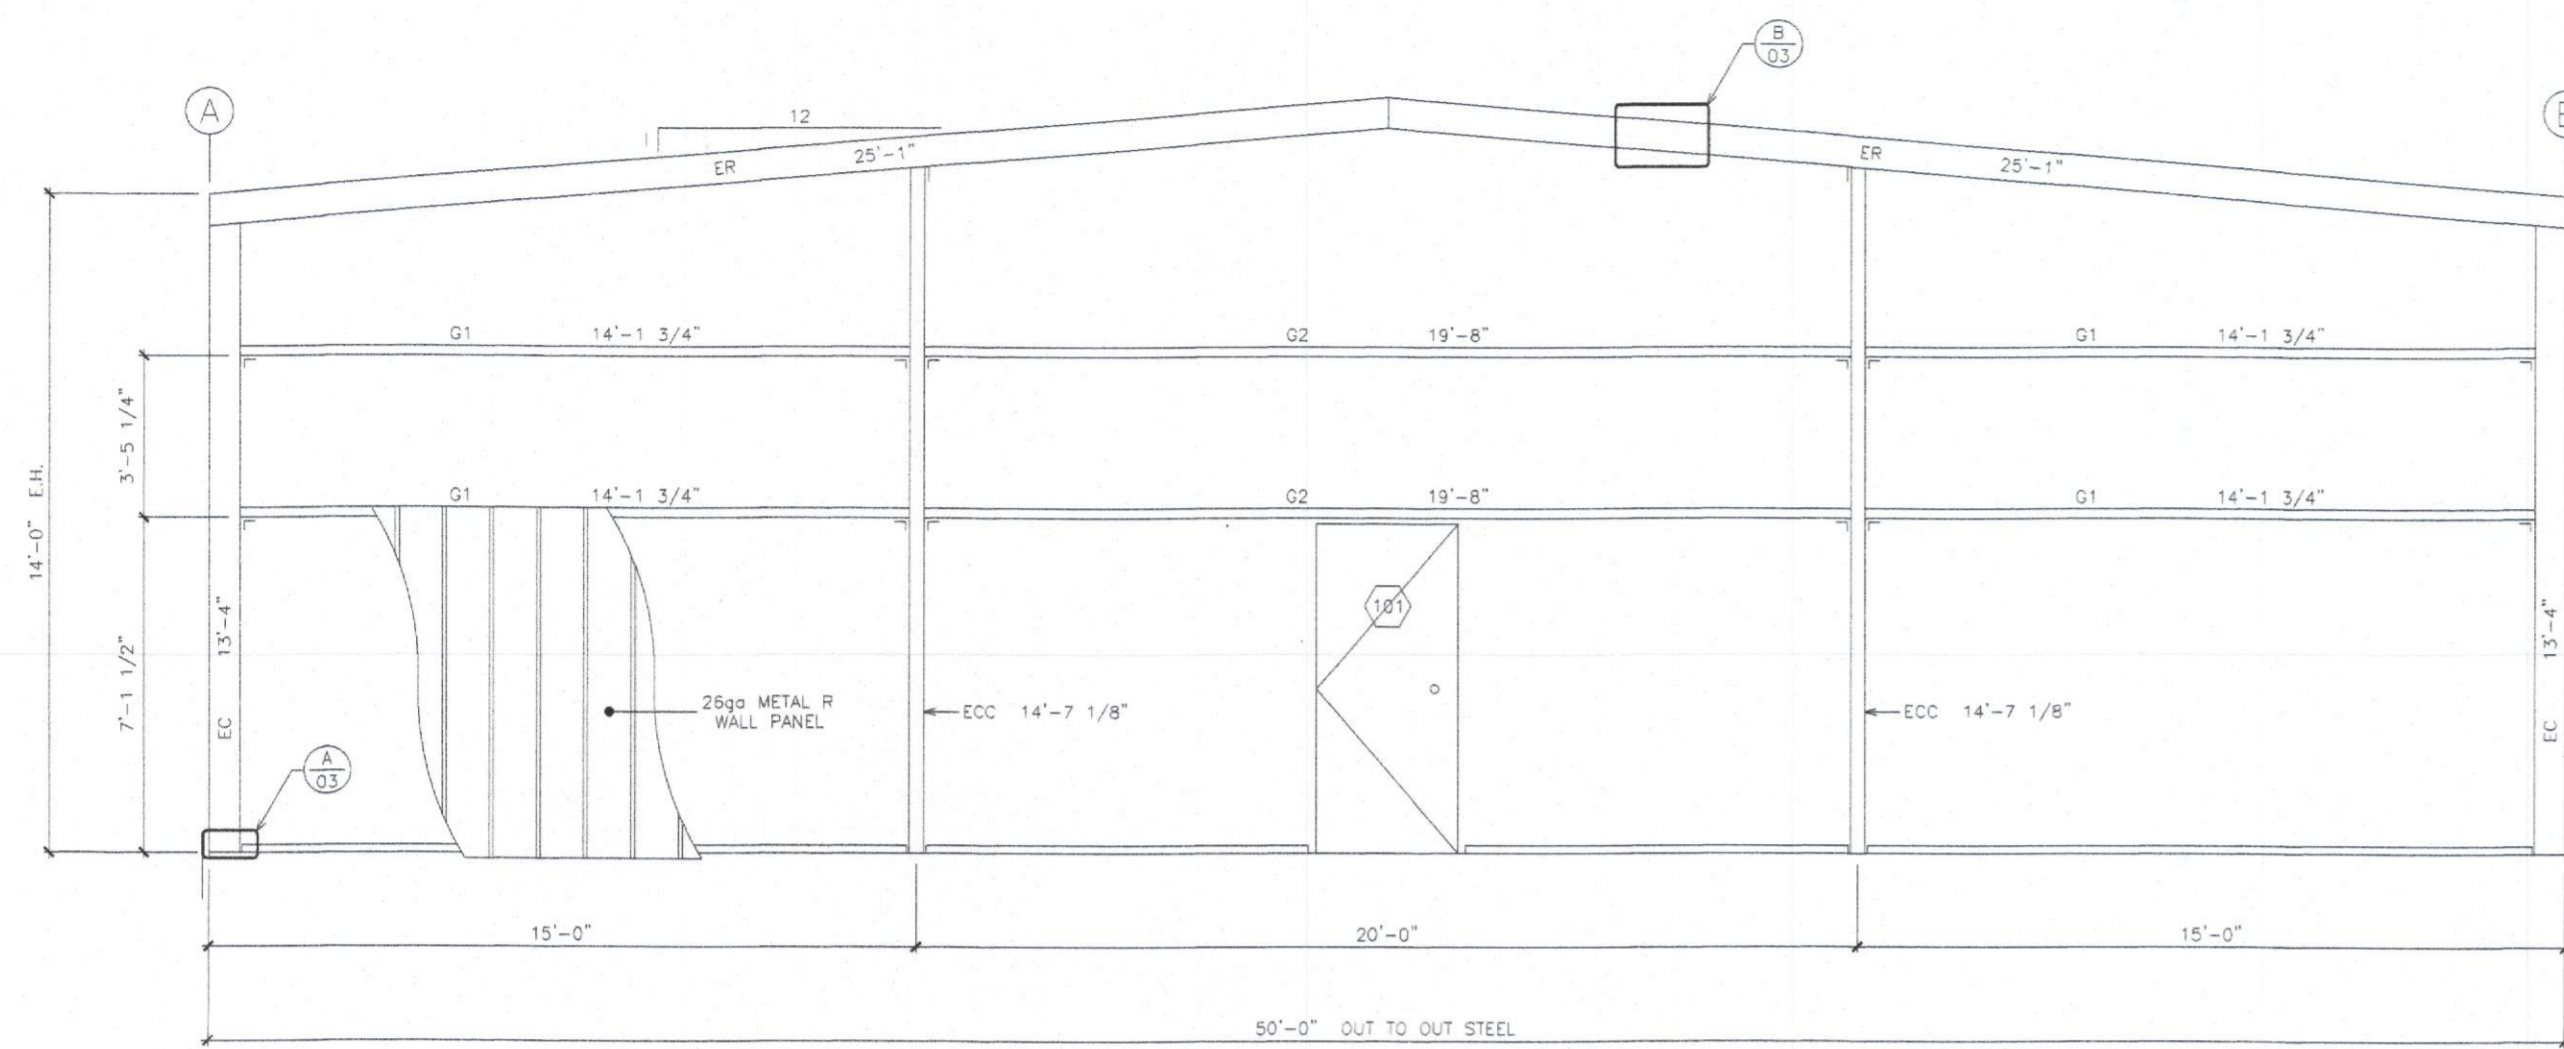 B
03
A
12
1
ER
25'-1"
ER
25'-1"
G1 14'-1 3/4"
G2 19'-8"
G1 14'-1 3/4"
3'-5 1/4"
14'-0" E.H.
G1 14'-1 3/4"
G2 19'-8"
G1 14'-1 3/4"
7'-1 1/2"
EC 13'-4"
101
EC 13'-4"
26ga METAL R
WALL PANEL
ECC 14'-7 1/8"
ECC 14'-7 1/8"
A
03
15'-0"
20'-0"
15'-0"
50'-0" OUT TO OUT STEEL